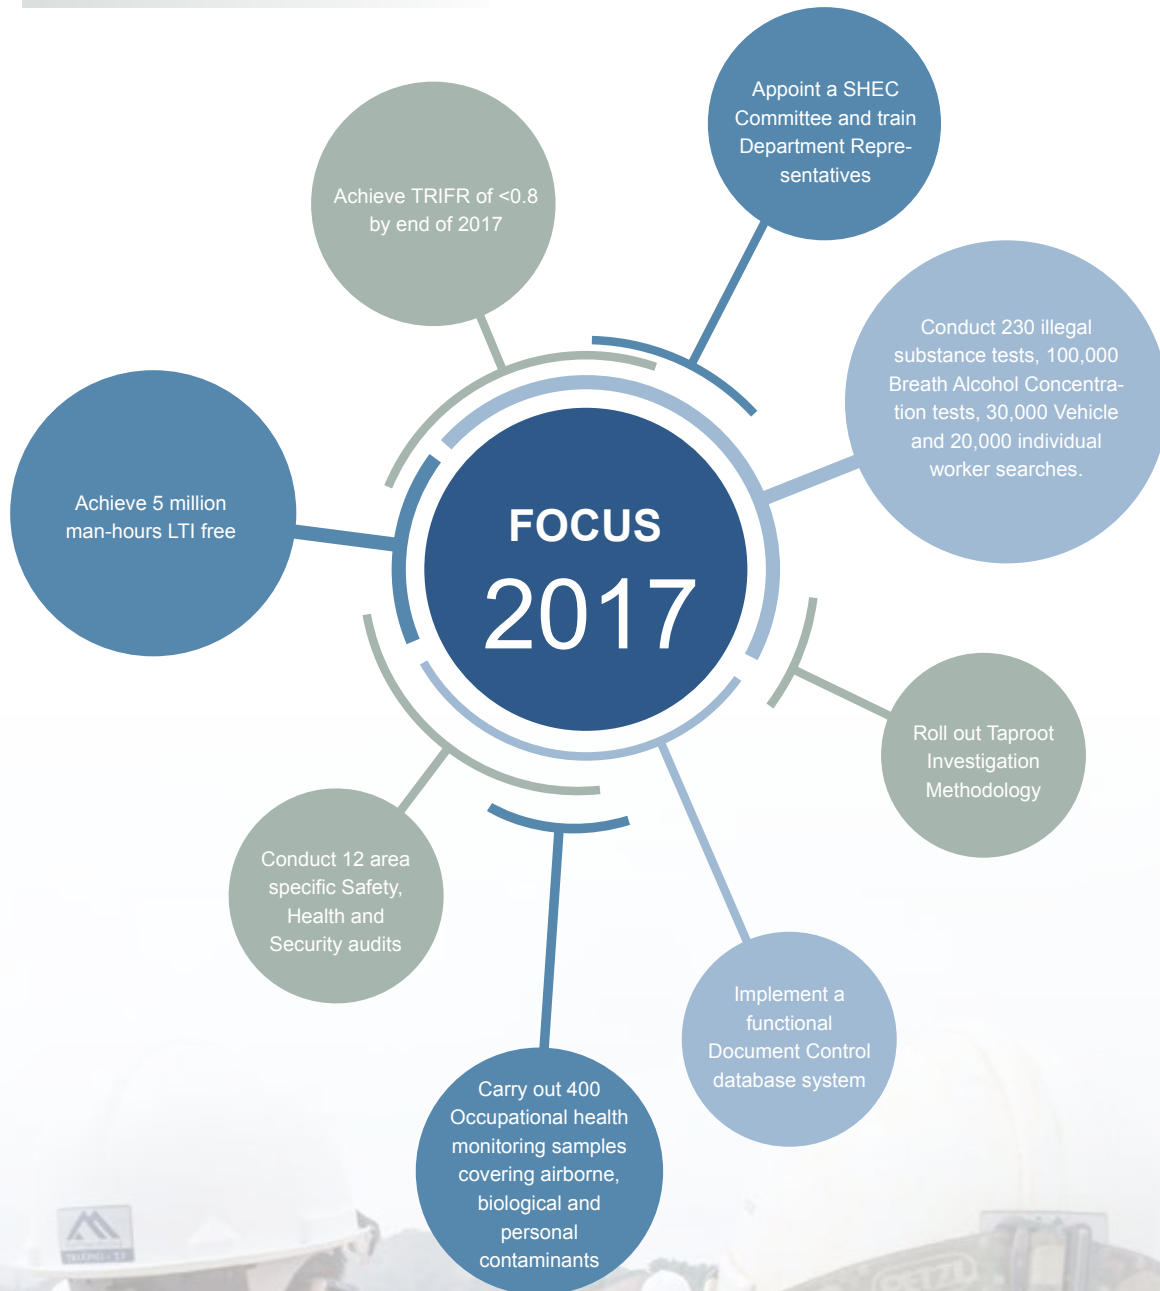 Appoint a SHEC
Committee and train
Department Repre-
sentatives
Achieve TRIFR of <0.8
by end of 2017
Conduct 230 illegal
substance tests, 100,000
Breath Alcohol Concentra-
tion tests, 30,000 Vehicle
and 20,000 individual
worker searches.
Achieve 5 million
man-hours LTI free
FOCUS
2017
Roll out Taproot
Investigation
Methodology
Conduct 12 area
specific Safety,
Health and
Security audits
Implement a
functional
Document Control
database system
Carry out 400
Occupational health
monitoring samples
covering airborne,
biological and
personal
contaminants
PETZL